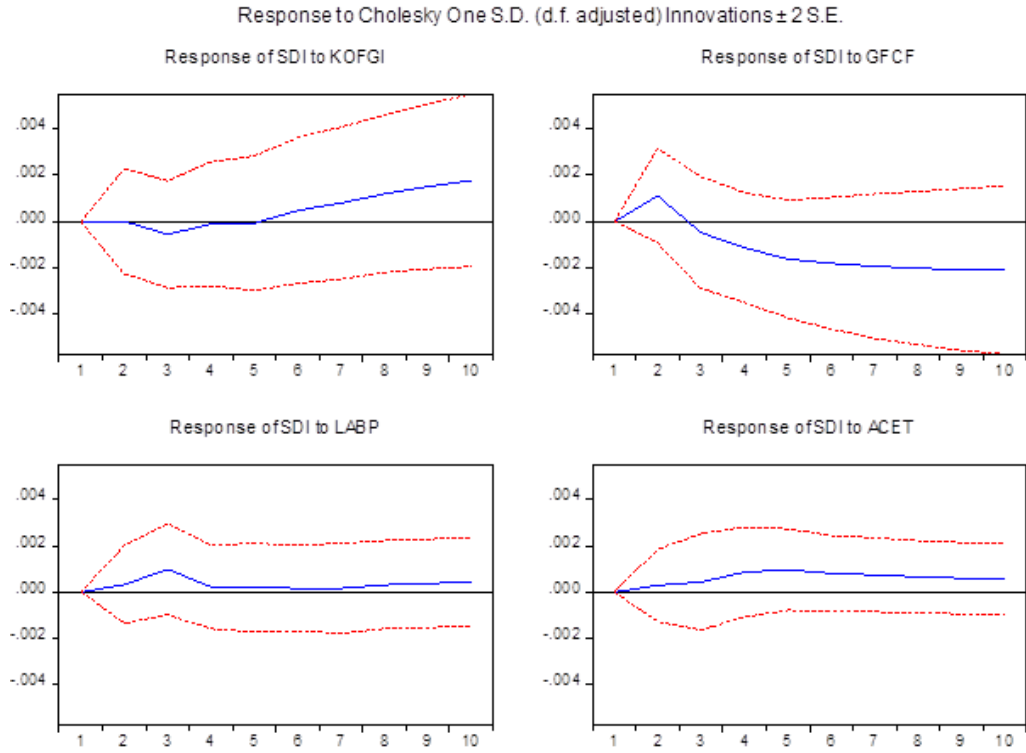 Response to Cholesky One S.D. (d.f. adjusted) Innovations ± 2 S.E.
Response of SDI to KOFGI
.004
.002
.000
-.002
-.004
1 2 3 4 5 6 7 8 9 10
Response of SDI to GFCF
.004
.002
.000
-.002
-.004
1 2 3 4 5 6 7 8 9 10
Response of SDI to LABP
.004
.002
.000
-.002
-.004
1 2 3 4 5 6 7 8 9 10
Response of SDI to ACET
.004
.002
.000
-.002
-.004
1 2 3 4 5 6 7 8 9 10